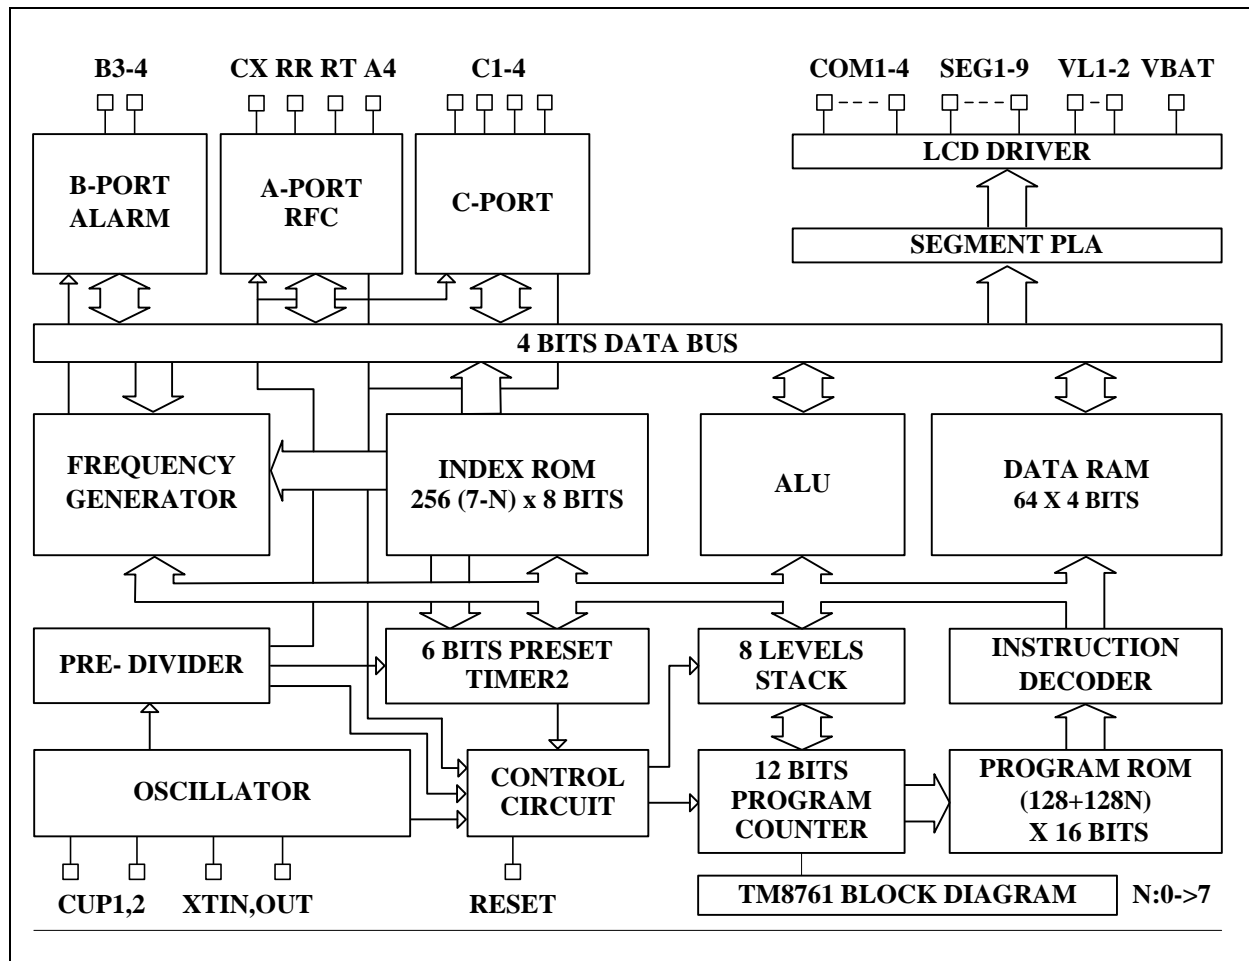 B3-4 CX RR RT A4 C1-4 COM1-4 SEG1-9 VL1-2 VBAT
LCD DRIVER
B-PORT
ALARM
A-PORT
RFC
C-PORT
SEGMENT PLA
4 BITS DATA BUS
FREQUENCY
GENERATOR
INDEX ROM
256 (7-N) x 8 BITS
ALU
DATA RAM
64 X 4 BITS
PRE- DIVIDER
6 BITS PRESET
TIMER2
8 LEVELS
STACK
INSTRUCTION
DECODER
OSCILLATOR
CONTROL
CIRCUIT
12 BITS
PROGRAM
COUNTER
PROGRAM ROM
(128+128N)
X 16 BITS
CUP1,2 XTIN,OUT RESET
TM8761 BLOCK DIAGRAM N:0->7